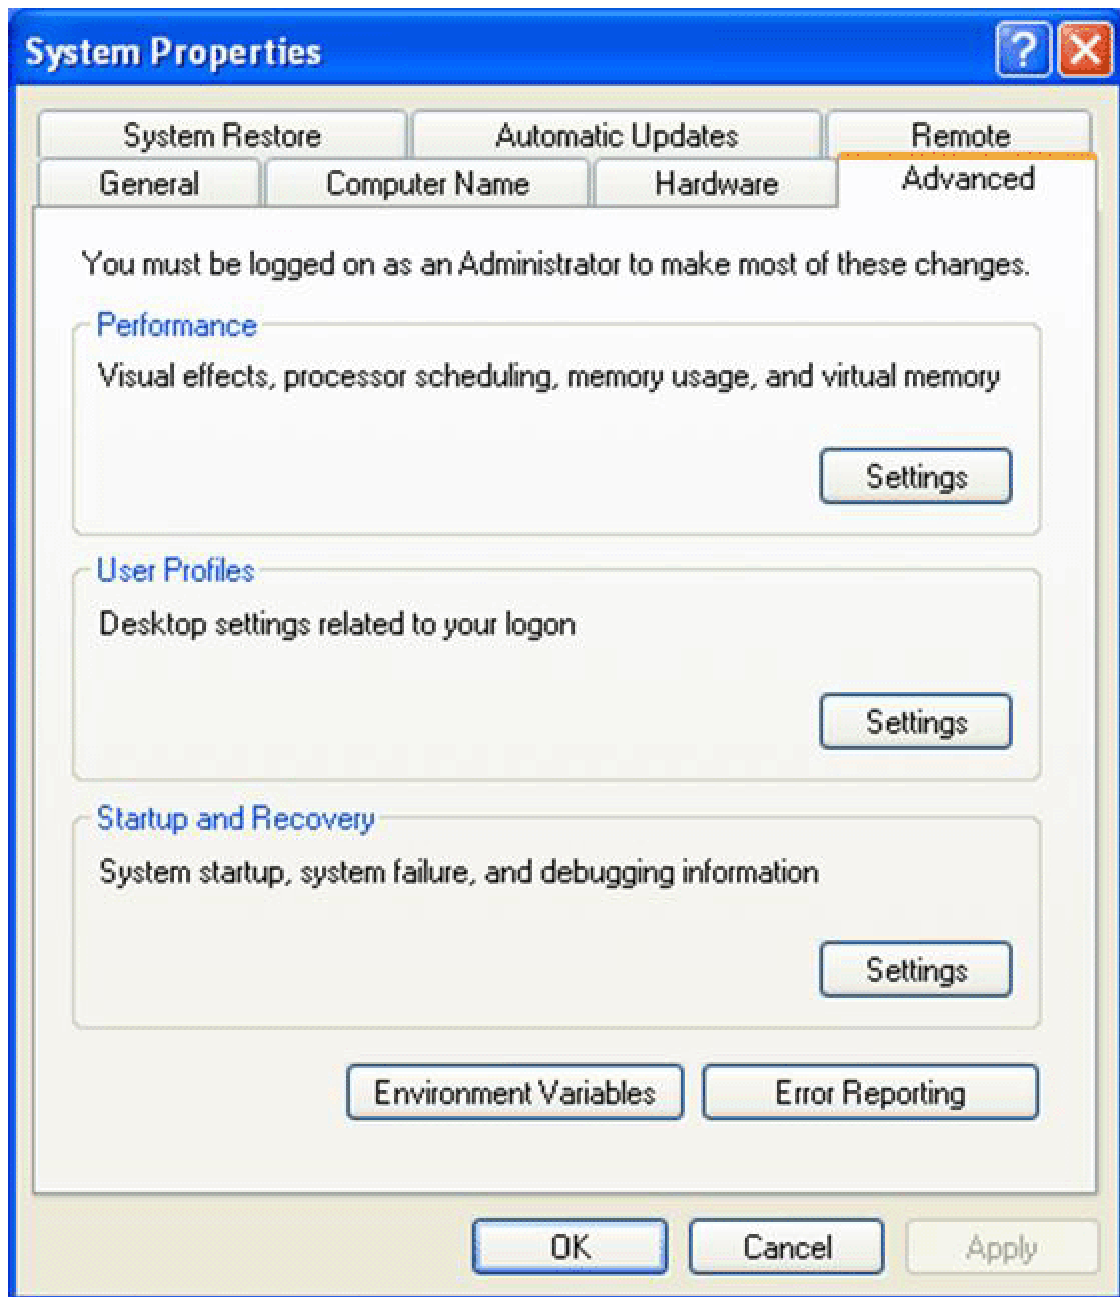 System Properties
?
System Restore Automatic Updates Remote
General Computer Name Hardware Advanced
You must be logged on as an Administrator to make most of these changes.
Performance
Visual effects, processor scheduling, memory usage, and virtual memory
Settings
User Profiles
Desktop settings related to your logon
Settings
Startup and Recovery
System startup, system failure, and debugging information
Settings
Environment Variables Error Reporting
OK Cancel Apply